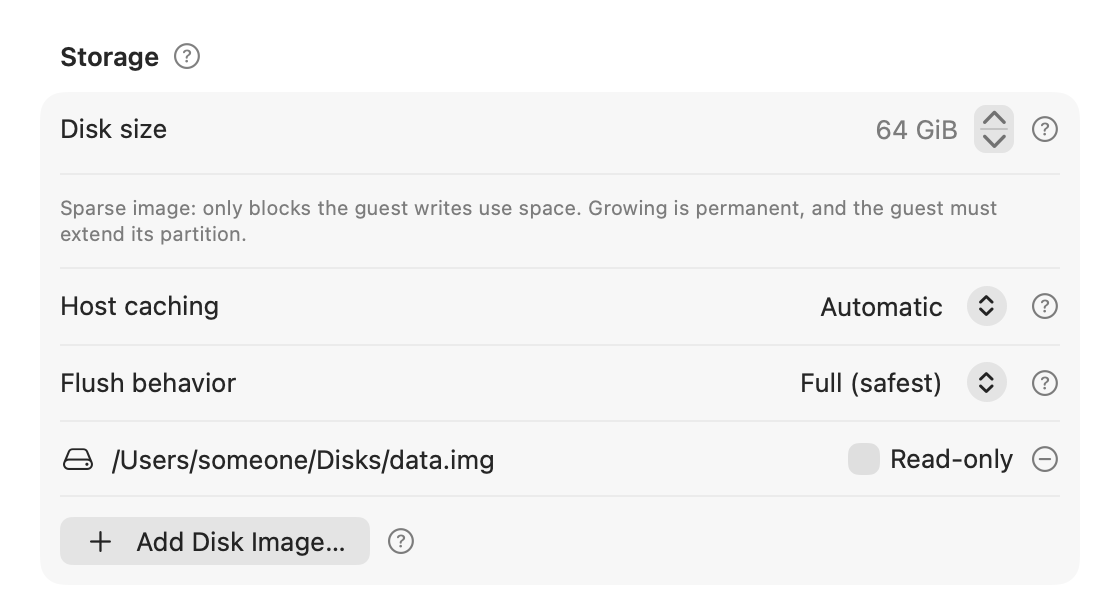 Storage
Disk size
64 GiB
Sparse image: only blocks the guest writes use space. Growing is permanent, and the guest must
extend its partition.
Host caching
Automatic
Flush behavior
Full (safest)
/Users/someone/Disks/data.img
Read-only
Add Disk Image...